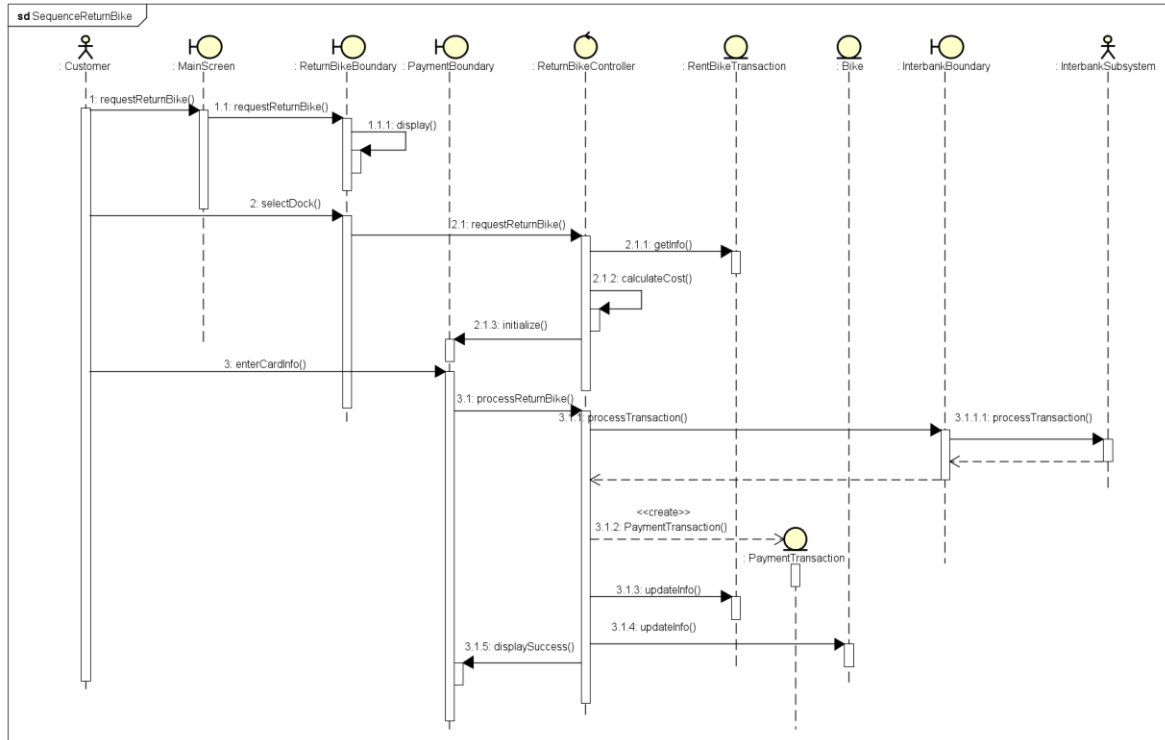 sd SequenceReturnBike
: Customer
: MainScreen
: ReturnBikeBoundary
: PaymentBoundary
: ReturnBikeController
: RentBikeTransaction
: Bike
: InterbankBoundary
: InterbankSubsystem
1: requestReturnBike()
1.1: requestReturnBike()
1.1.1: display()
2: selectDock()
2.1: requestReturnBike()
2.1.1: getInfo()
2.1.2: calculateCost()
2.1.3: initialize()
3: enterCardInfo()
3.1: processReturnBike()
3.1.1: processTransaction()
3.1.1.1: processTransaction()
<<create>>
3.1.2: PaymentTransaction()
: PaymentTransaction
3.1.3: updateInfo()
3.1.4: updateInfo()
3.1.5: displaySuccess()